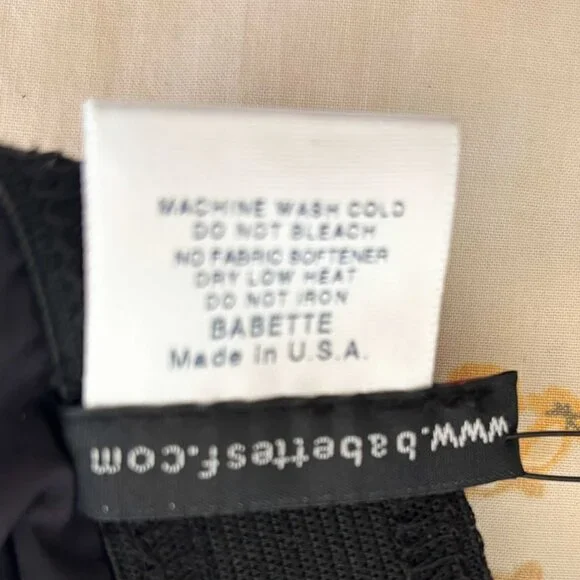 MACHINE WASH COLD
DO NOT BLEACH
NO FABRIC SOFTENER
DRY LOW HEAT
DO NOT IRON
BABETTE
Made in U.S.A.
www.babettesf.com